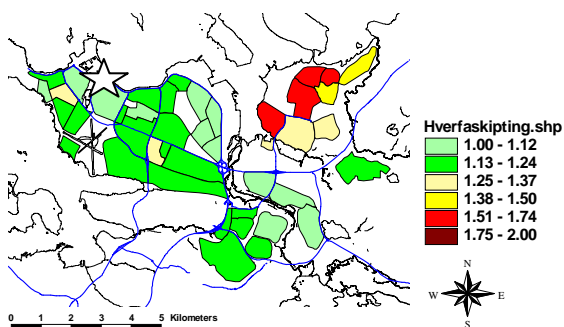 Hverfaskipting.shp
1.00 - 1.12
1.13 - 1.24
1.25 - 1.37
1.38 - 1.50
1.51 - 1.74
1.75 - 2.00
N
W E
S
0 1 2 3 4 5 Kilometers